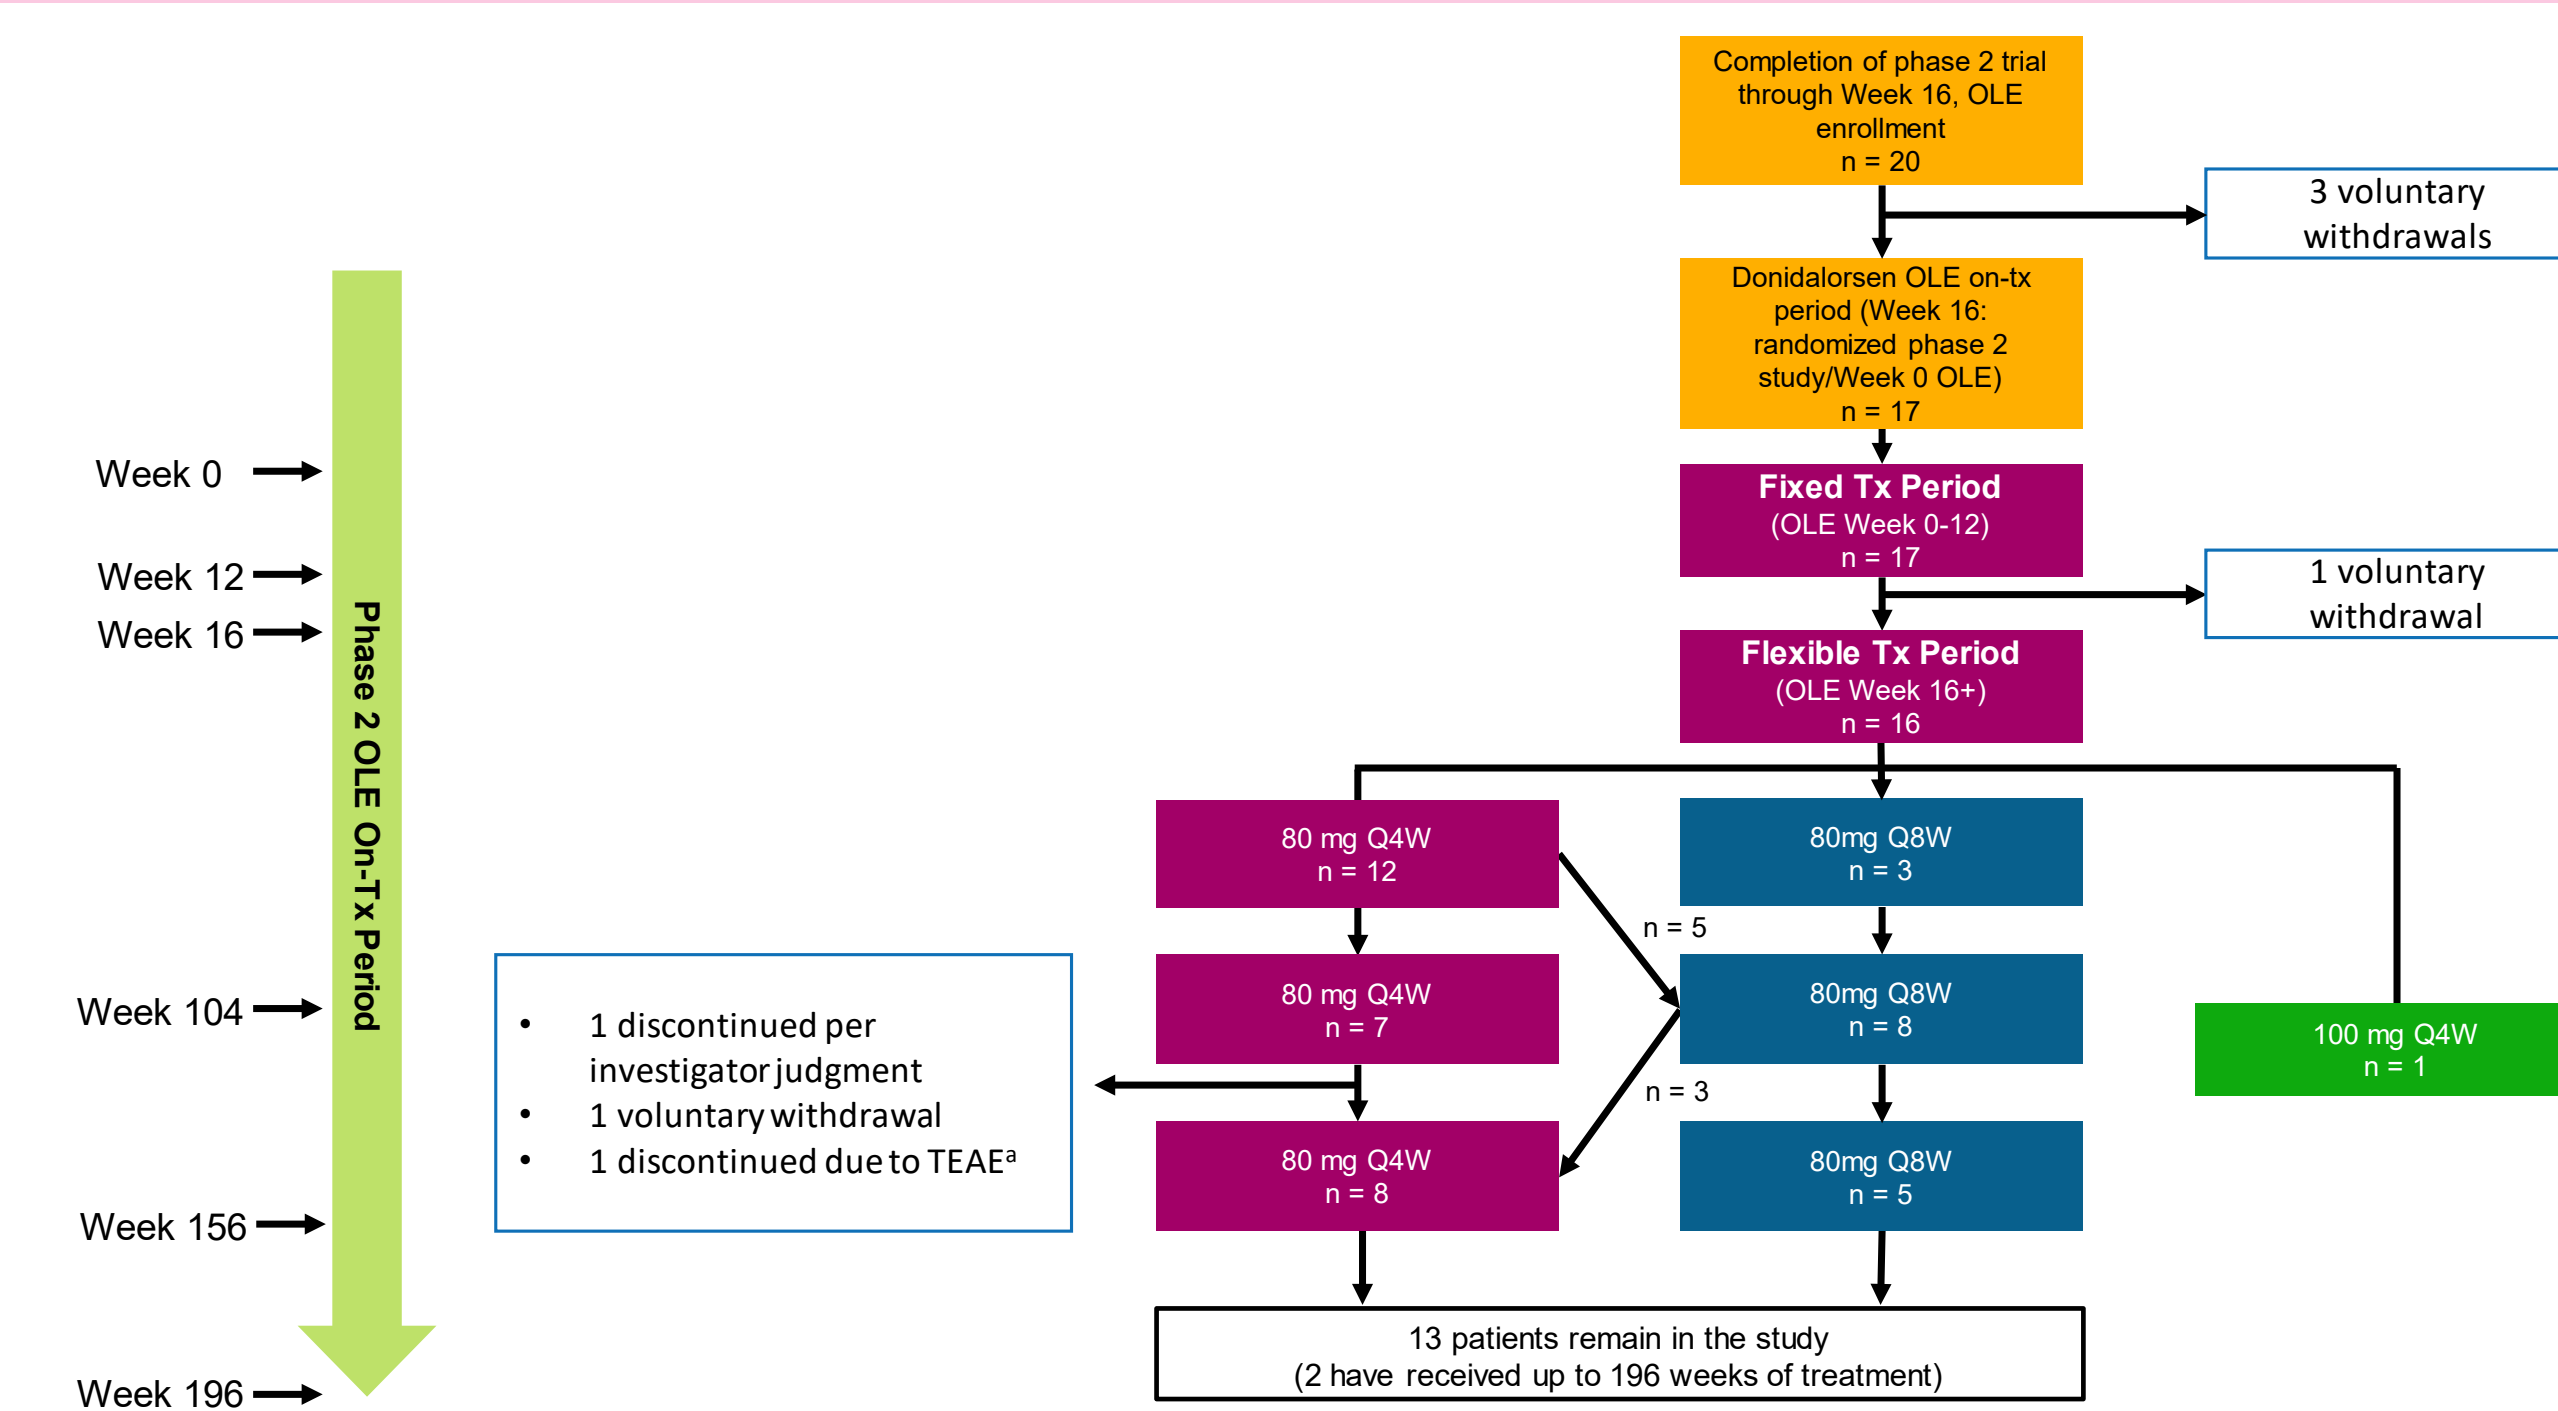 Completion of phase 2 trial
through Week 16, OLE
enrollment
n = 20
3 voluntary
withdrawals
Donidalorsen OLE on-tx
period (Week 16:
randomized phase 2
study/Week 0 OLE)
n = 17
Week 0
Fixed Tx Period
(OLE Week 0-12)
n = 17
Week 12
1 voluntary
withdrawal
Week 16
Flexible Tx Period
(OLE Week 16+)
n = 16
Phase 2 OLE On-Tx Period
80 mg Q4W
n = 12
80mg Q8W
n = 3
n = 5
Week 104
80 mg Q4W
n = 7
80mg Q8W
n = 8
100 mg Q4W
n = 1
• 1 discontinued per
investigator judgment
• 1 voluntary withdrawal
• 1 discontinued due to TEAEᵃ
n = 3
80 mg Q4W
n = 8
80mg Q8W
n = 5
Week 156
13 patients remain in the study
(2 have received up to 196 weeks of treatment)
Week 196